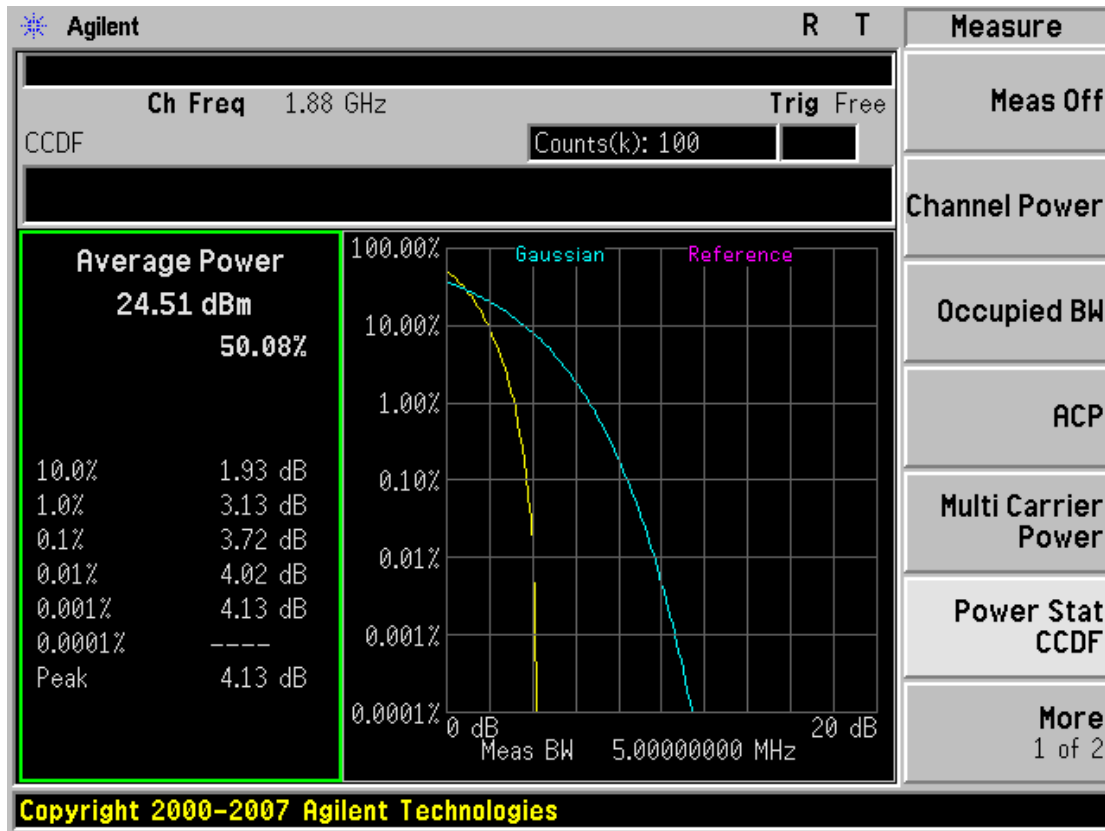 Agilent
R T
Measure
Ch Freq 1.88 GHz
Trig Free
CCDF
Counts(k): 100
Meas Off
Channel Power
Occupied BW
ACP
Multi Carrier
Power
Power Stat
CCDF
More
1 of 2
Average Power
24.51 dBm
50.08%
10.0% 1.93 dB
1.0% 3.13 dB
0.1% 3.72 dB
0.01% 4.02 dB
0.001% 4.13 dB
0.0001% ----
Peak 4.13 dB
Gaussian
Reference
100.00%
10.00%
1.00%
0.10%
0.01%
0.001%
0.0001%
0 dB
20 dB
Meas BW 5.00000000 MHz
Copyright 2000-2007 Agilent Technologies